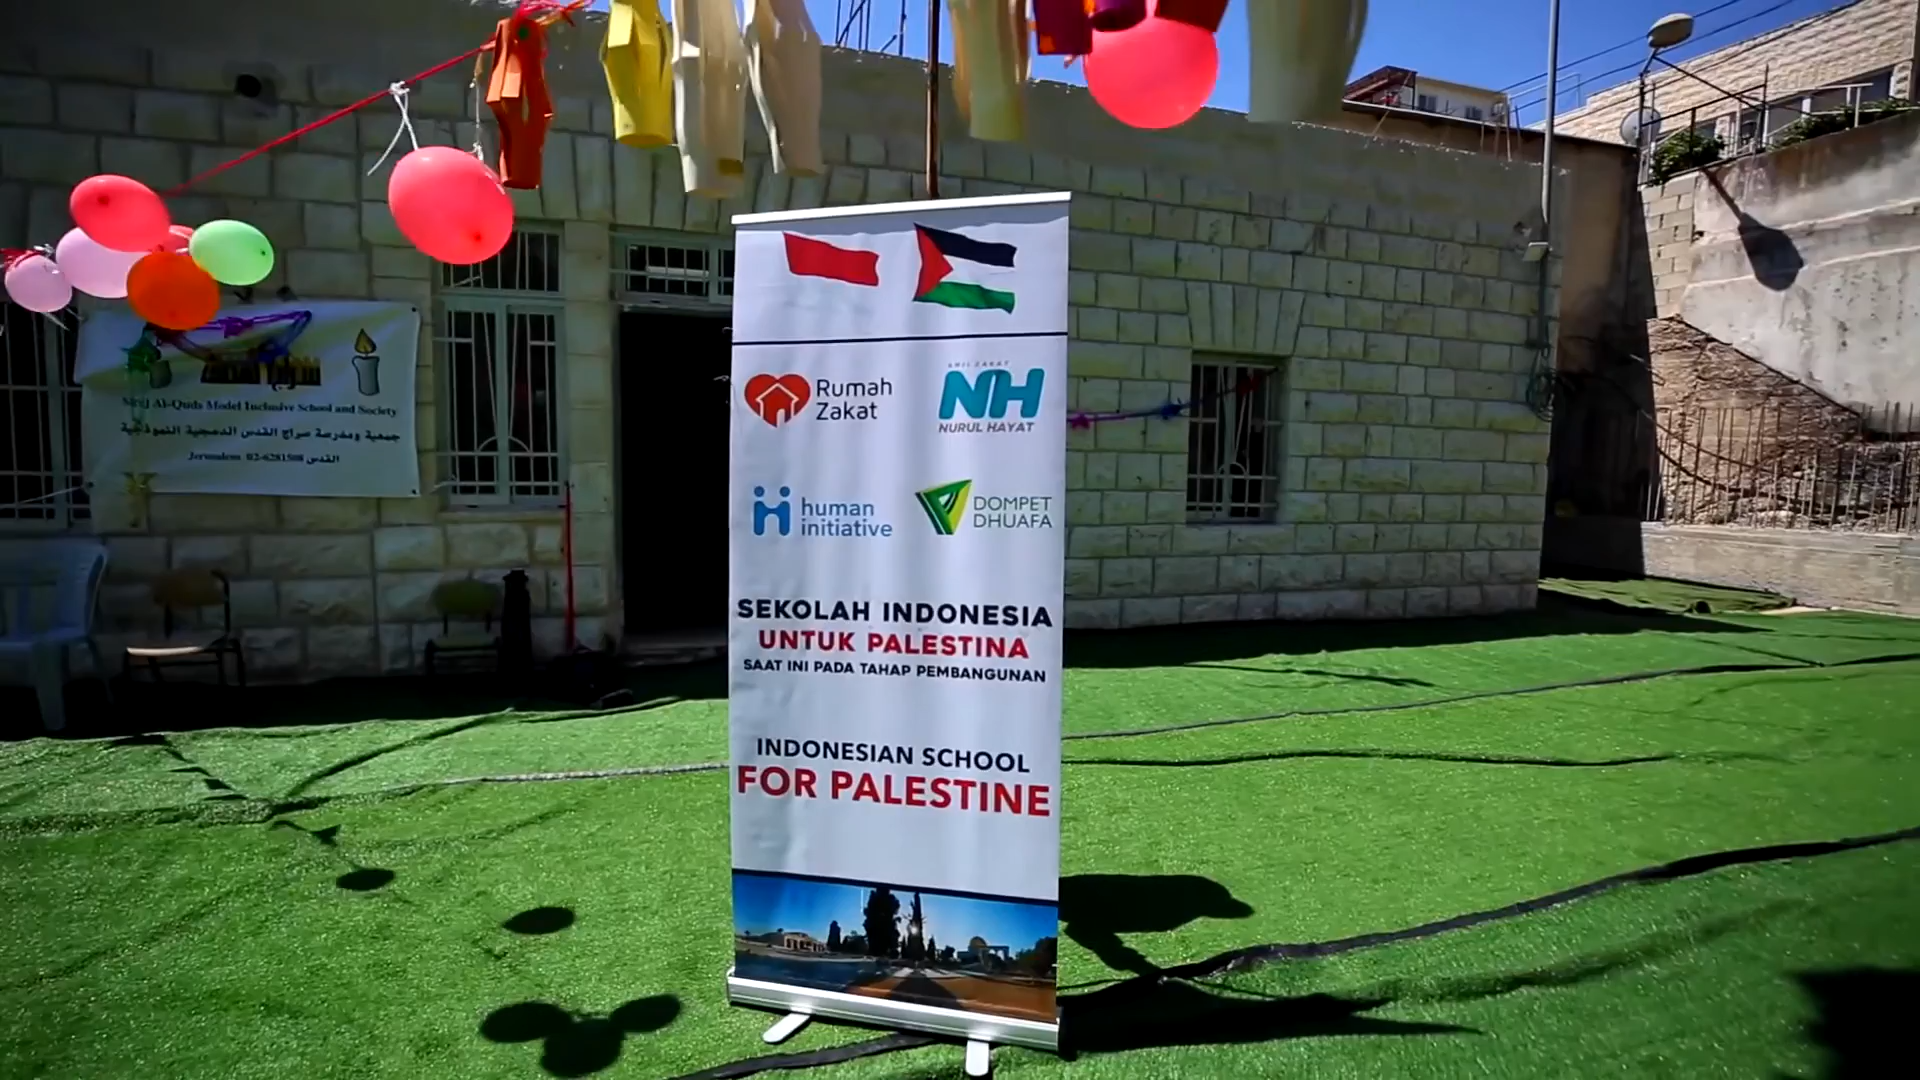 Siraj Al-Quds Model Inclusive School and Society
جمعية ومدرسة سراج القدس الدمجية النموذجية
Jerusalem 02-6281508 القدس
Rumah
Zakat
NH
NURUL HAYAT
human
initiative
DOMPET
DHUAFA
SEKOLAH INDONESIA
UNTUK PALESTINA
SAAT INI PADA TAHAP PEMBANGUNAN
INDONESIAN SCHOOL
FOR PALESTINE